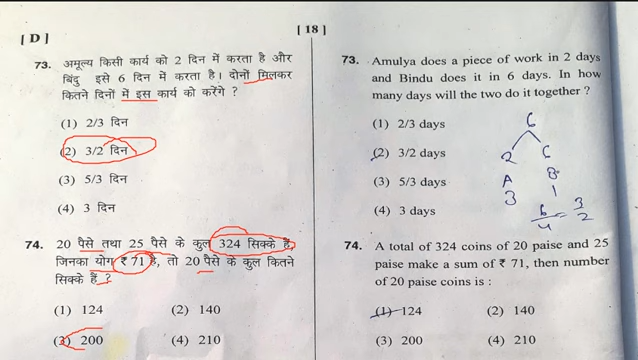 [ D ]
[ 18 ]
73. अमूल्य किसी कार्य को 2 दिन में करता है और
बिंदु इसे 6 दिन में करता है। दोनों मिलकर
कितने दिनों में इस कार्य को करेंगे ?
(1) 2/3 दिन
(2) 3/2 दिन
(3) 5/3 दिन
(4) 3 दिन
74. 20 पैसे तथा 25 पैसे के कुल 324 सिक्के हैं,
जिनका योग ₹ 71 है, तो 20 पैसे के कुल कितने
सिक्के हैं ?
(1) 124 (2) 140
(3) 200 (4) 210
73. Amulya does a piece of work in 2 days
and Bindu does it in 6 days. In how
many days will the two do it together ?
(1) 2/3 days
(2) 3/2 days
(3) 5/3 days
(4) 3 days
6
2 6
A B
3 1
6/4 = 3/2
74. A total of 324 coins of 20 paise and 25
paise make a sum of ₹ 71, then number
of 20 paise coins is :
(1) 124 (2) 140
(3) 200 (4) 210